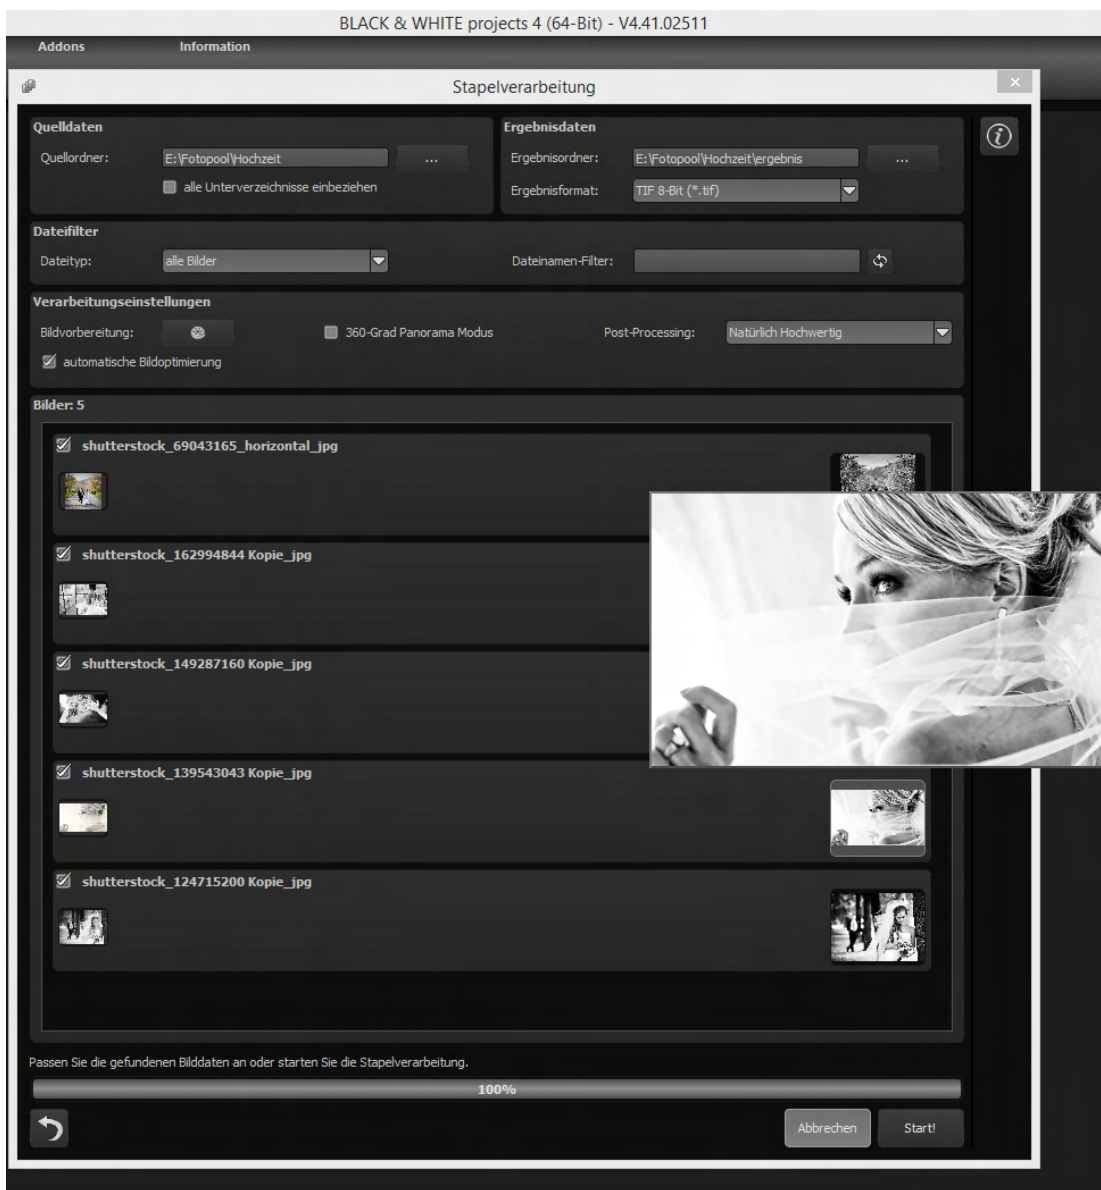 BLACK & WHITE projects 4 (64-Bit) - V4.41.02511
Addons Information
Stapelverarbeitung
Quelldaten
Quellordner: E:\Fotopool\Hochzeit ...
alle Unterverzeichnisse einbeziehen
Ergebnisdaten
Ergebnisordner: E:\Fotopool\Hochzeit\ergebnis ...
Ergebnisformat: TIF 8-Bit (*.tif)
Dateifilter
Dateityp: alle Bilder Dateinamen-Filter:
Verarbeitungseinstellungen
Bildvorbereitung: 360-Grad Panorama Modus Post-Processing: Natürlich Hochwertig
automatische Bildoptimierung
Bilder: 5
shutterstock_69043165_horizontal_jpg
shutterstock_162994844 Kopie_jpg
shutterstock_149287160 Kopie_jpg
shutterstock_139543043 Kopie_jpg
shutterstock_124715200 Kopie_jpg
Passen Sie die gefundenen Bilddaten an oder starten Sie die Stapelverarbeitung.
100%
Abbrechen Start!